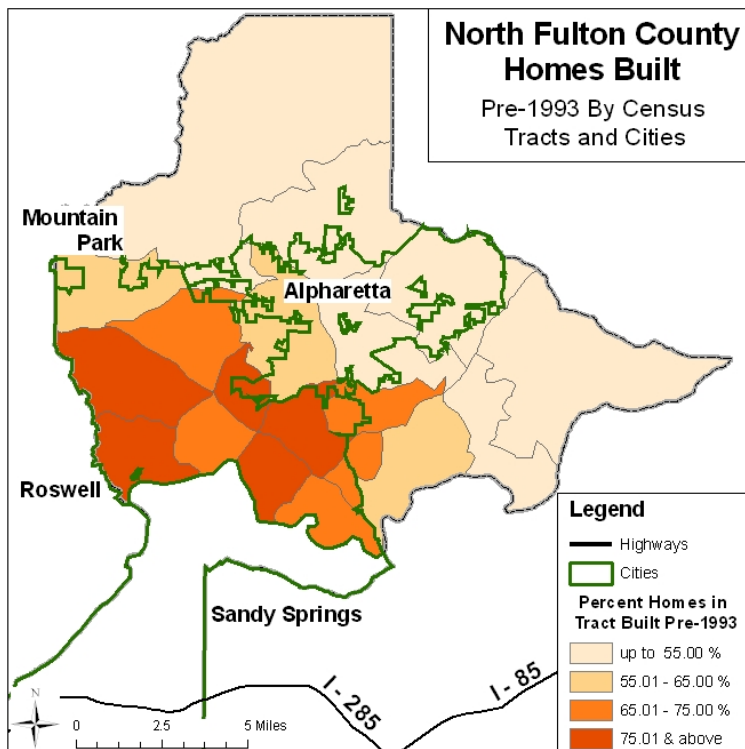 North Fulton County
Homes Built
Pre-1993 By Census
Tracts and Cities
Mountain
Park
Alpharetta
Roswell
Sandy Springs
I - 285
I - 85
N
0 2.5 5 Miles
Legend
Highways
Cities
Percent Homes in
Tract Built Pre-1993
up to 55.00 %
55.01 - 65.00 %
65.01 - 75.00 %
75.01 & above